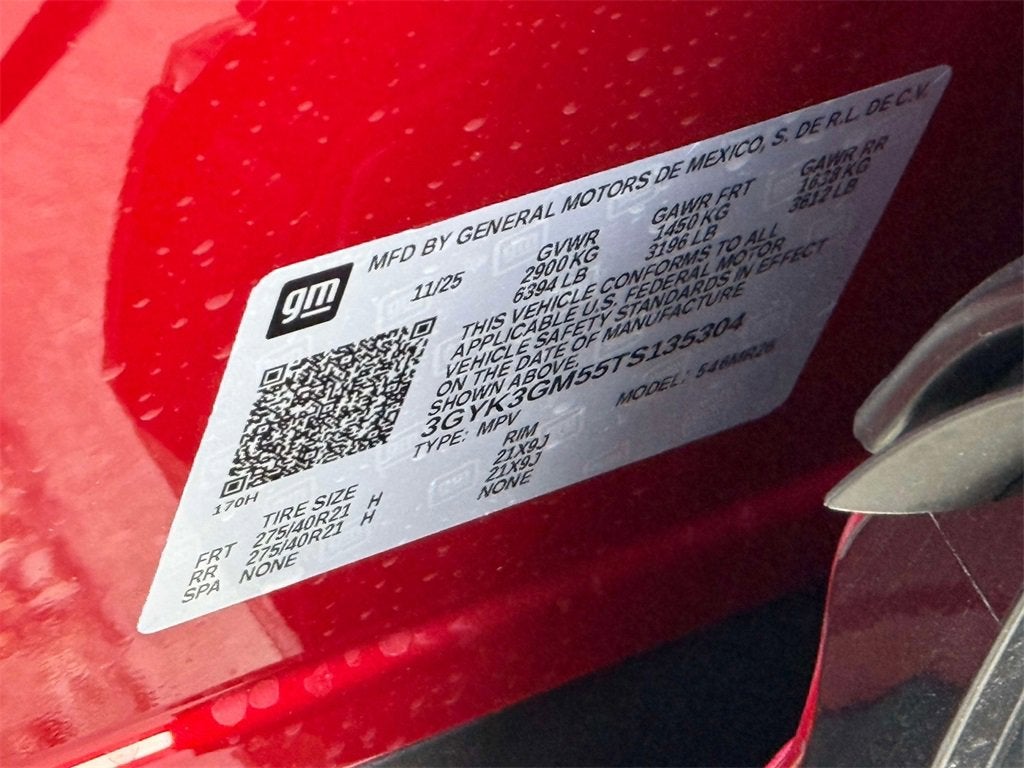 gm
MFD BY GENERAL MOTORS DE MEXICO, S. DE R.L. DE C.V.
11/25 GVWR GAWR FRT GAWR RR
2900 KG 1450 KG 1638 KG
6394 LB 3196 LB 3612 LB
THIS VEHICLE CONFORMS TO ALL
APPLICABLE U.S. FEDERAL MOTOR
VEHICLE SAFETY STANDARDS IN EFFECT
ON THE DATE OF MANUFACTURE
SHOWN ABOVE.
3GYK3GM55TS135304
TYPE: MPV MODEL: 546MR26
170H
TIRE SIZE RIM
FRT 275/40R21 H 21X9J
RR 275/40R21 H 21X9J
SPA NONE NONE